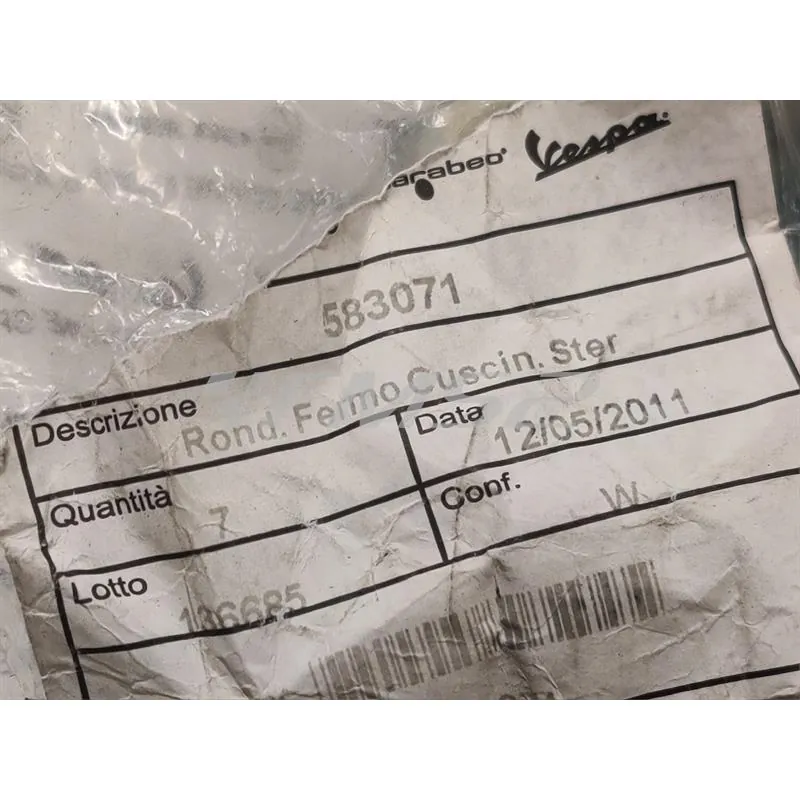 arabeo Vespa
583071
Descrizione Rond. Fermo Cuscin. Ster
Quantità 7 Data 12/05/2011
Lotto 136685 Conf. W